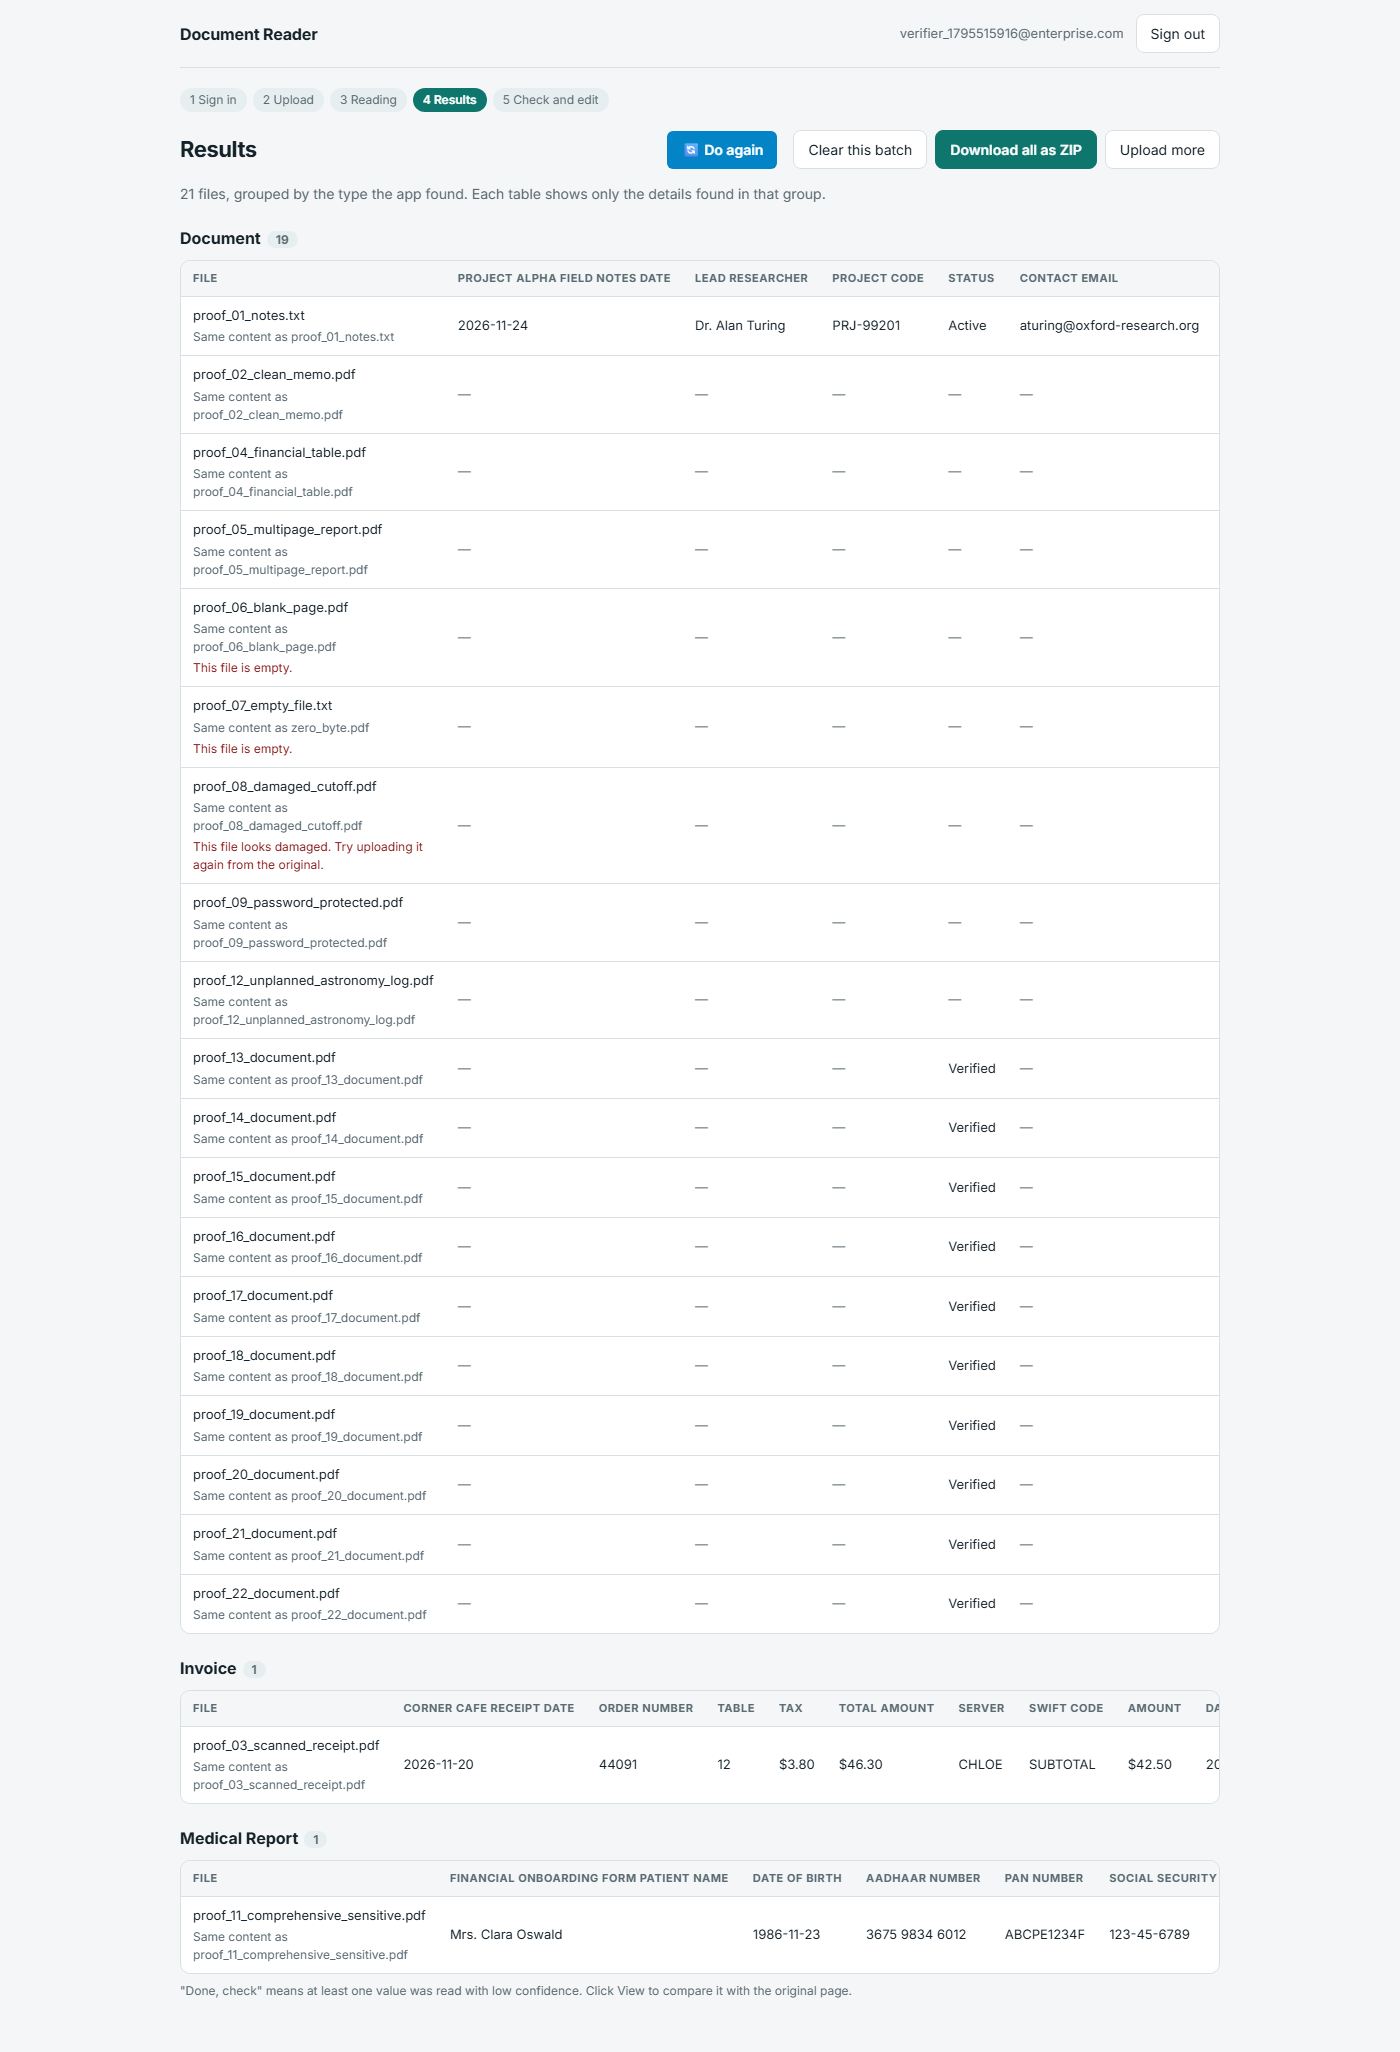 Document Reader
verifier_1795515916@enterprise.com
Sign out
1 Sign in
2 Upload
3 Reading
4 Results
5 Check and edit
Results
Do again
Clear this batch
Download all as ZIP
Upload more
21 files, grouped by the type the app found. Each table shows only the details found in that group.
Document 19
FILE PROJECT ALPHA FIELD NOTES DATE LEAD RESEARCHER PROJECT CODE STATUS CONTACT EMAIL
proof_01_notes.txt
Same content as proof_01_notes.txt
2026-11-24 Dr. Alan Turing PRJ-99201 Active aturing@oxford-research.org
proof_02_clean_memo.pdf
Same content as
proof_02_clean_memo.pdf
— — — — —
proof_04_financial_table.pdf
Same content as
proof_04_financial_table.pdf
— — — — —
proof_05_multipage_report.pdf
Same content as
proof_05_multipage_report.pdf
— — — — —
proof_06_blank_page.pdf
Same content as
proof_06_blank_page.pdf
This file is empty.
— — — — —
proof_07_empty_file.txt
Same content as zero_byte.pdf
This file is empty.
— — — — —
proof_08_damaged_cutoff.pdf
Same content as
proof_08_damaged_cutoff.pdf
This file looks damaged. Try uploading it
again from the original.
— — — — —
proof_09_password_protected.pdf
Same content as
proof_09_password_protected.pdf
— — — — —
proof_12_unplanned_astronomy_log.pdf
Same content as
proof_12_unplanned_astronomy_log.pdf
— — — — —
proof_13_document.pdf
Same content as proof_13_document.pdf
— — — Verified —
proof_14_document.pdf
Same content as proof_14_document.pdf
— — — Verified —
proof_15_document.pdf
Same content as proof_15_document.pdf
— — — Verified —
proof_16_document.pdf
Same content as proof_16_document.pdf
— — — Verified —
proof_17_document.pdf
Same content as proof_17_document.pdf
— — — Verified —
proof_18_document.pdf
Same content as proof_18_document.pdf
— — — Verified —
proof_19_document.pdf
Same content as proof_19_document.pdf
— — — Verified —
proof_20_document.pdf
Same content as proof_20_document.pdf
— — — Verified —
proof_21_document.pdf
Same content as proof_21_document.pdf
— — — Verified —
proof_22_document.pdf
Same content as proof_22_document.pdf
— — — Verified —
Invoice 1
FILE CORNER CAFE RECEIPT DATE ORDER NUMBER TABLE TAX TOTAL AMOUNT SERVER SWIFT CODE AMOUNT
proof_03_scanned_receipt.pdf
Same content as
proof_03_scanned_receipt.pdf
2026-11-20 44091 12 $3.80 $46.30 CHLOE SUBTOTAL $42.50
Medical Report 1
FILE FINANCIAL ONBOARDING FORM PATIENT NAME DATE OF BIRTH AADHAAR NUMBER PAN NUMBER SOCIAL SECURITY
proof_11_comprehensive_sensitive.pdf
Same content as
proof_11_comprehensive_sensitive.pdf
Mrs. Clara Oswald 1986-11-23 3675 9834 6012 ABCPE1234F 123-45-6789
"Done, check" means at least one value was read with low confidence. Click View to compare it with the original page.